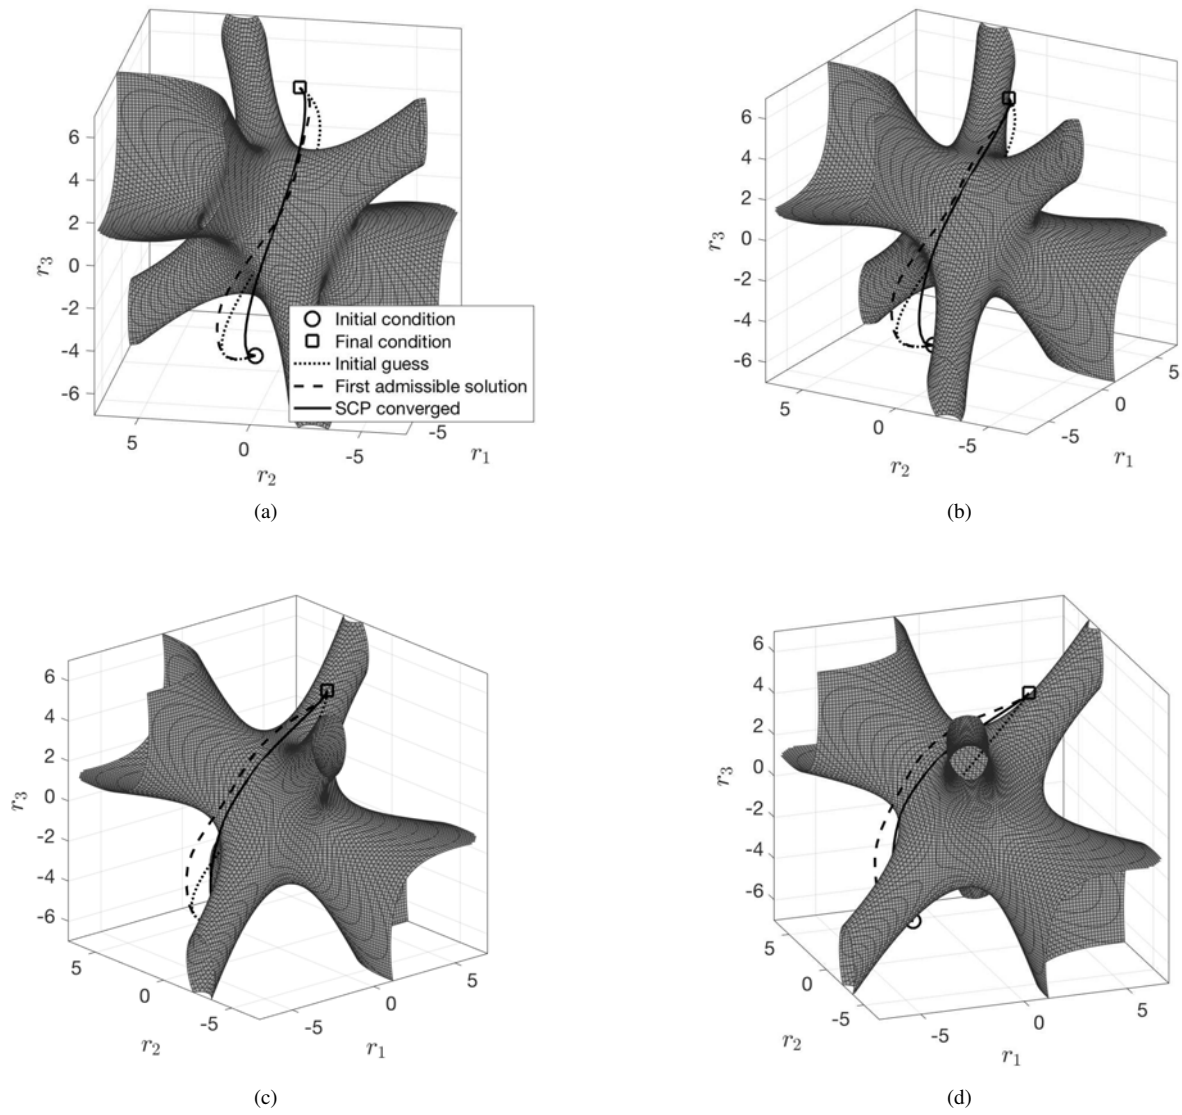 6
4
2
0
-2
-4
-6
r₃
5
0
-5
r₂
-5
r₁
Initial condition
Final condition
Initial guess
First admissible solution
SCP converged
(a)
6
4
2
0
-2
-4
-6
r₃
5
0
-5
r₂
-5
0
5
r₁
(b)
6
4
2
0
-2
-4
-6
r₃
5
0
-5
r₂
-5
0
5
r₁
(c)
6
4
2
0
-2
-4
-6
r₃
5
0
-5
r₂
-5
0
5
r₁
(d)